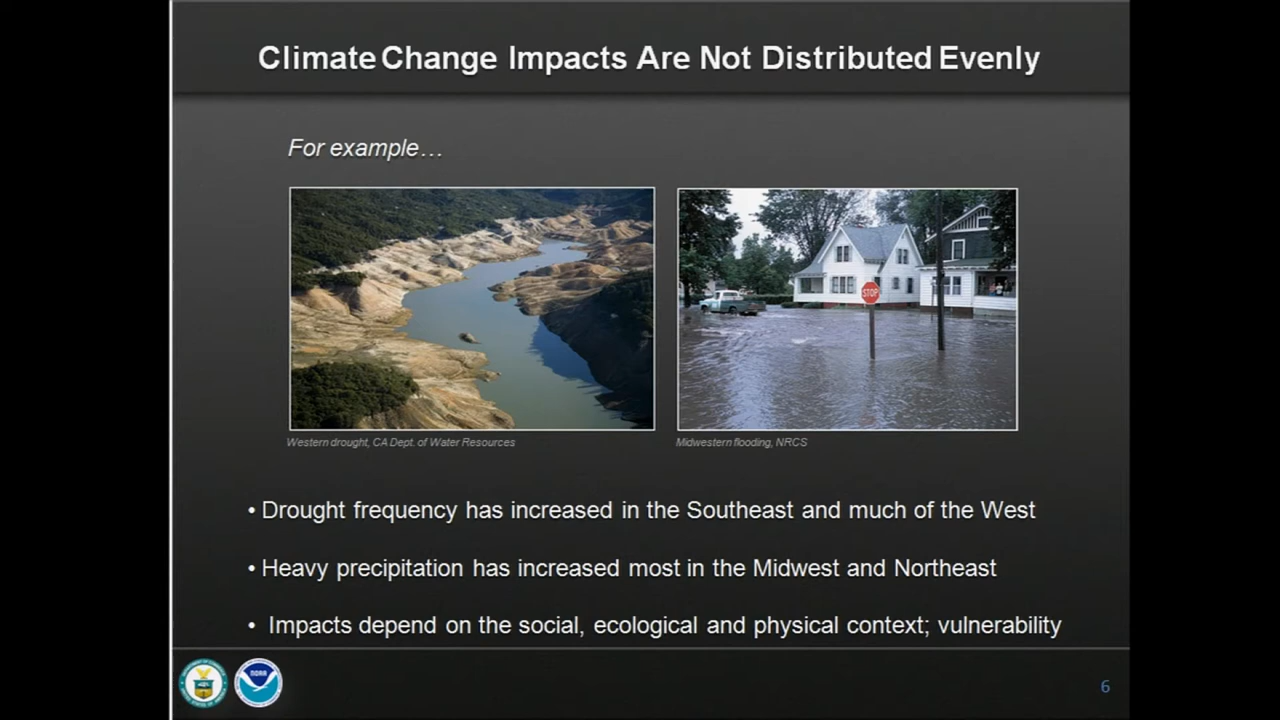 Climate Change Impacts Are Not Distributed Evenly
For example…
STOP
Western drought, CA Dept. of Water Resources
Midwestern flooding, NRCS
• Drought frequency has increased in the Southeast and much of the West
• Heavy precipitation has increased most in the Midwest and Northeast
• Impacts depend on the social, ecological and physical context; vulnerability
NOAA
6